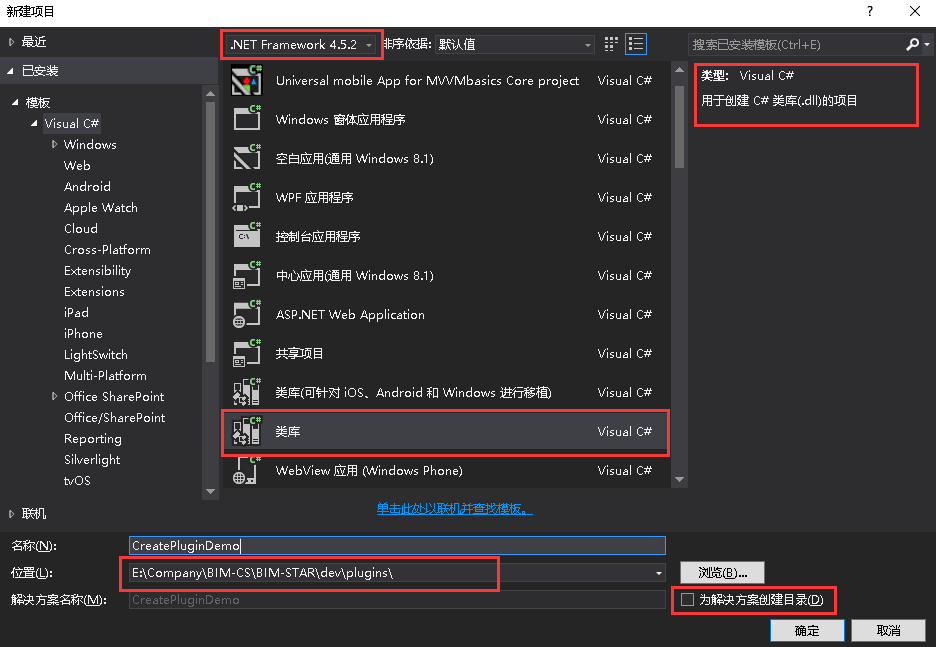 新建项目
? ×
最近
.NET Framework 4.5.2
排序依据: 默认值
搜索已安装模板(Ctrl+E)
已安装
模板
Visual C#
Windows
Web
Android
Apple Watch
Cloud
Cross-Platform
Extensibility
Extensions
iPad
iPhone
LightSwitch
Multi-Platform
Office SharePoint
Office/SharePoint
Reporting
Silverlight
tvOS
联机
Universal mobile App for MVVMbasics Core project Visual C#
Windows 窗体应用程序 Visual C#
空白应用(通用 Windows 8.1) Visual C#
WPF 应用程序 Visual C#
控制台应用程序 Visual C#
中心应用(通用 Windows 8.1) Visual C#
ASP.NET Web Application Visual C#
共享项目 Visual C#
类库(可针对 iOS、Android 和 Windows 进行移植) Visual C#
类库 Visual C#
WebView 应用 (Windows Phone) Visual C#
单击此处以联机并查找模板。
类型: Visual C#
用于创建 C# 类库(.dll)的项目
名称(N): CreatePluginDemo
位置(L): E:\Company\BIM-CS\BIM-STAR\dev\plugins\
浏览(B)...
解决方案名称(M): CreatePluginDemo
为解决方案创建目录(D)
确定
取消